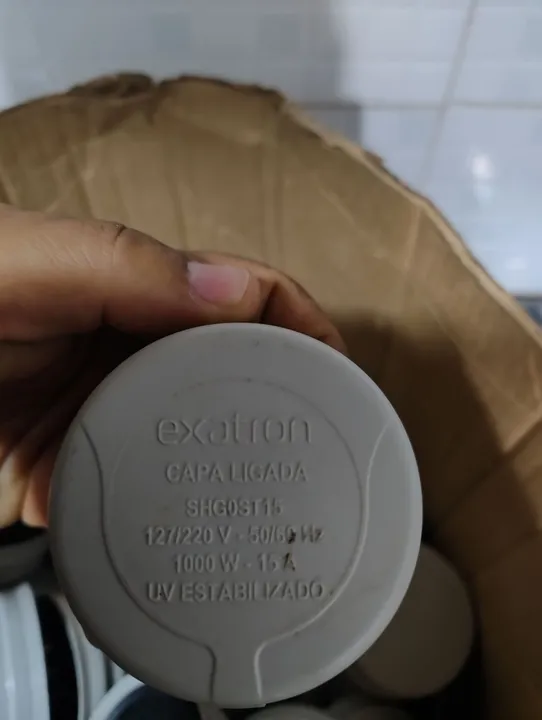 exatron
CAPA LIGADA
SHG0ST15
127/220 V - 50/60 Hz
1000 W - 15 A
UV ESTABILIZADO